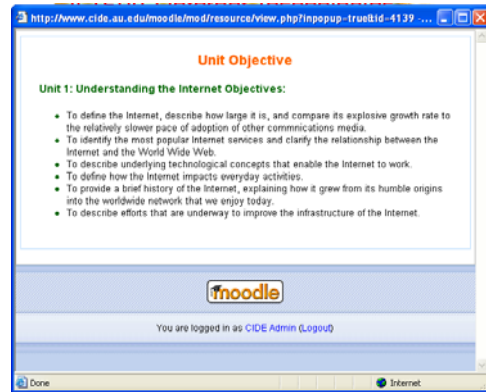 http://www.cide.au.edu/moodle/mod/resource/view.php?inpopup=true&id=4139 -...
Unit Objective
Unit 1: Understanding the Internet Objectives:
• To define the Internet, describe how large it is, and compare its explosive growth rate to
the relatively slower pace of adoption of other commnications media.
• To identify the most popular Internet services and clarify the relationship between the
Internet and the World Wide Web.
• To describe underlying technological concepts that enable the Internet to work.
• To define how the Internet impacts everyday activities.
• To provide a brief history of the Internet, explaining how it grew from its humble origins
into the worldwide network that we enjoy today.
• To describe efforts that are underway to improve the infrastructure of the Internet.
moodle
You are logged in as CIDE Admin (Logout)
Done Internet